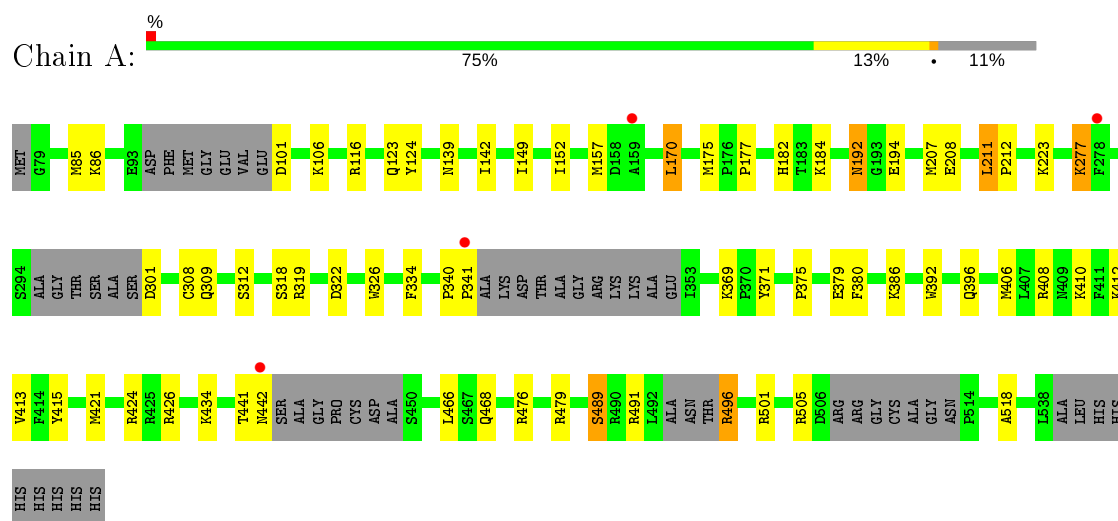 %
Chain A:
75% 13% • 11%
MET G79 M85 K86 E93 ASP PHE MET GLY GLU VAL GLU D101 K106 R116 Q123 Y124 N139 I142 I149 I152 M157 D158 A159 L170 M175 P176 P177 H182 T183 K184 N192 G193 E194 M207 E208 L211 P212 K223 K277 F278
S294 ALA GLY THR SER ALA SER D301 C308 Q309 S312 S318 R319 D322 W326 F334 P340 P341 ALA LYS ASP THR ALA GLY ARG LYS LYS ALA GLU I353 K369 P370 Y371 P375 E379 F380 K386 W392 Q396 M406 L407 R408 N409 K410 F411 K412
V413 F414 Y415 M421 R424 R425 R426 K434 T441 N442 SER ALA GLY PRO CYS ASP ALA S450 L466 S467 Q468 R476 R479 S489 R490 R491 L492 ALA ASN THR R496 R501 R505 D506 ARG ARG GLY CYS ALA GLY ASN P514 A518 L538 ALA LEU HIS HIS
HIS HIS HIS HIS HIS